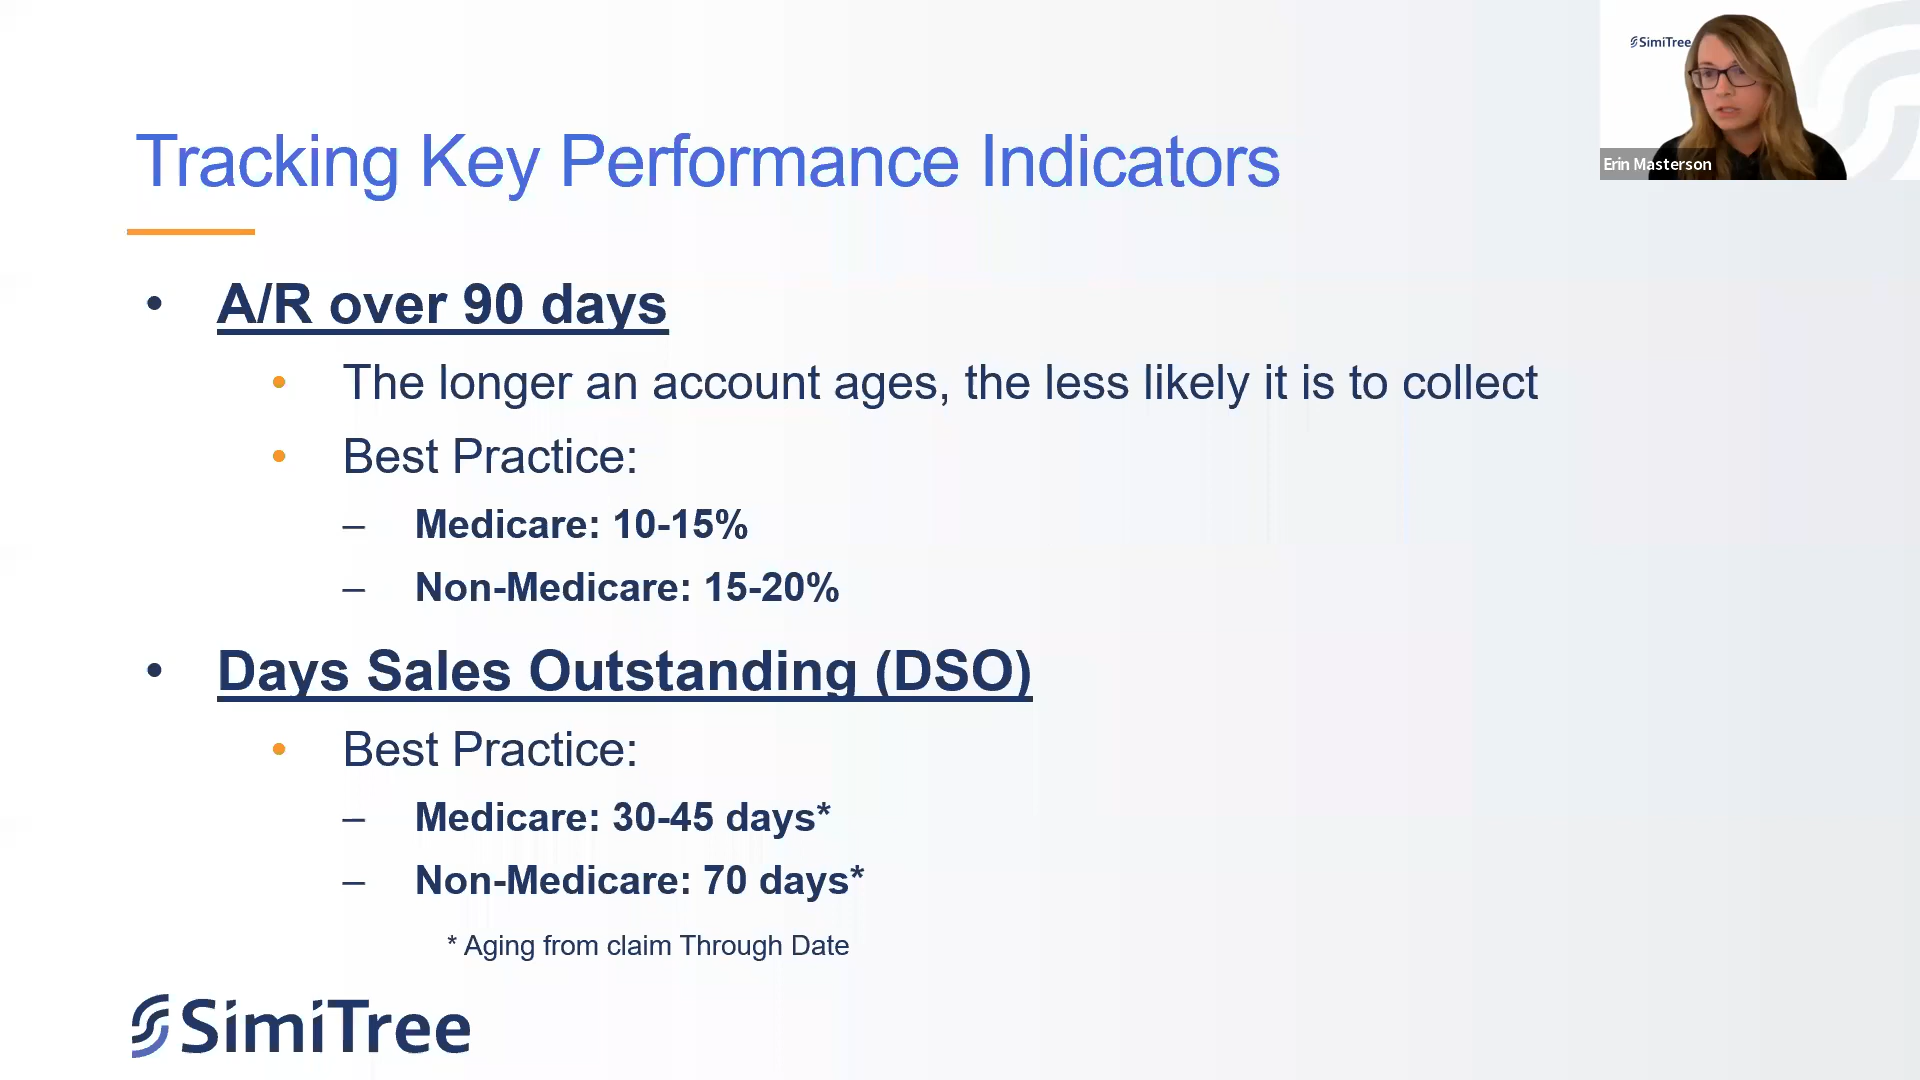 SimiTree
Erin Masterson
Tracking Key Performance Indicators
• A/R over 90 days
• The longer an account ages, the less likely it is to collect
• Best Practice:
– Medicare: 10-15%
– Non-Medicare: 15-20%
• Days Sales Outstanding (DSO)
• Best Practice:
– Medicare: 30-45 days*
– Non-Medicare: 70 days*
* Aging from claim Through Date
SimiTree